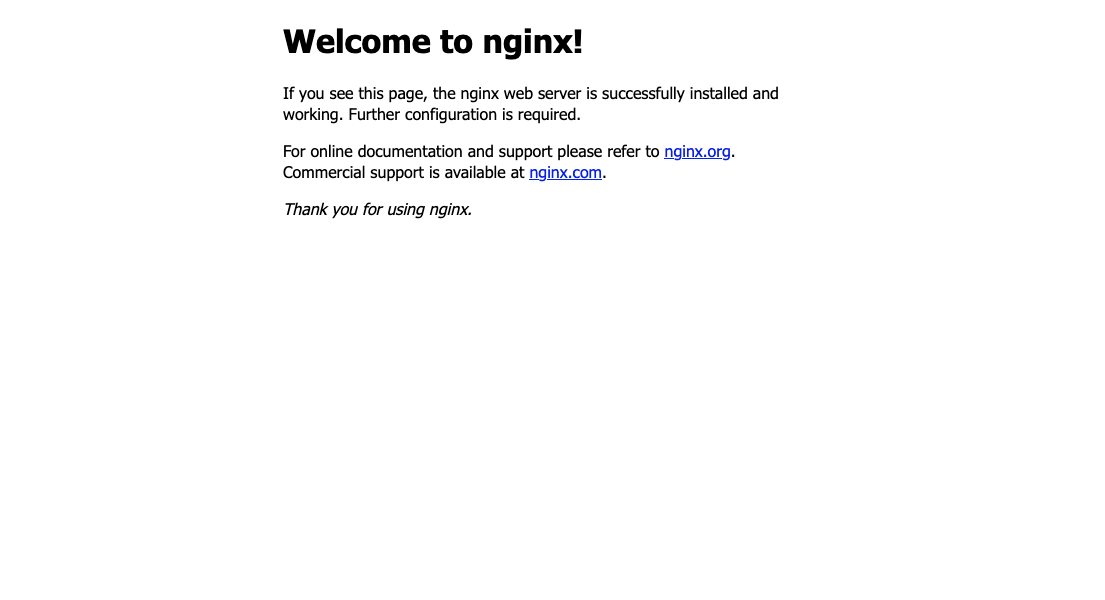 Welcome to nginx!
If you see this page, the nginx web server is successfully installed and
working. Further configuration is required.
For online documentation and support please refer to nginx.org.
Commercial support is available at nginx.com.
Thank you for using nginx.